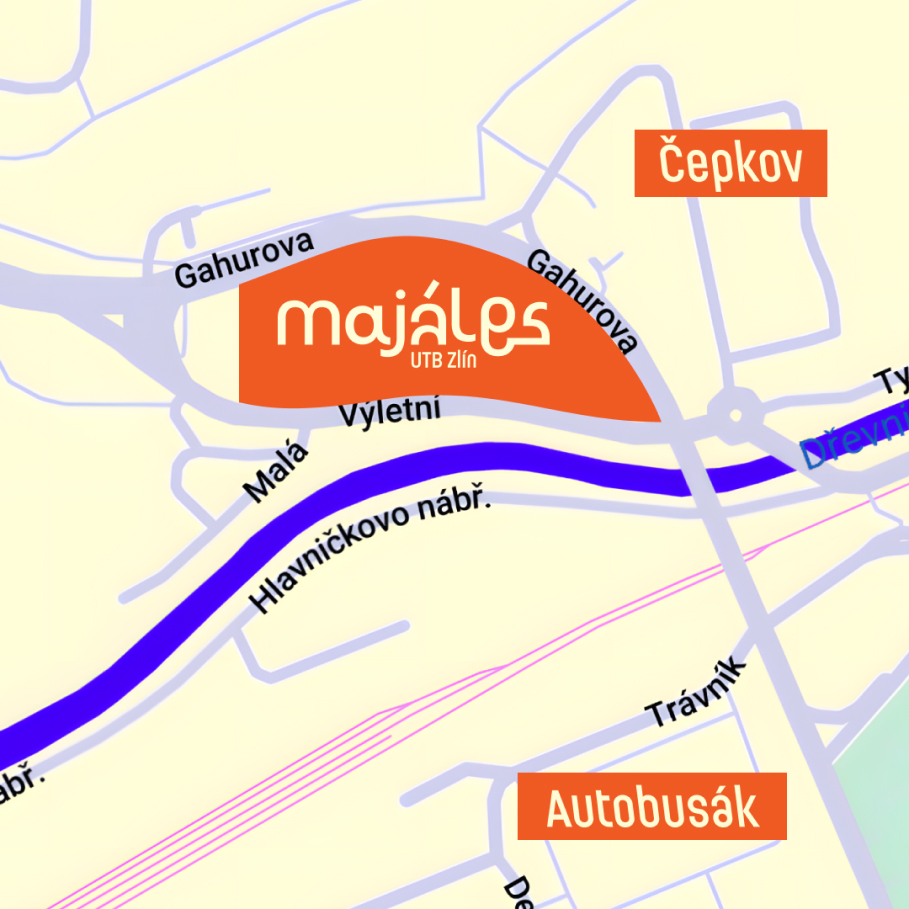 Čepkov
Gahurova
Gahurova
majáles
UTB Zlín
Výletní
Malá
Hlavničkovo nábř.
Trávník
Autobusák